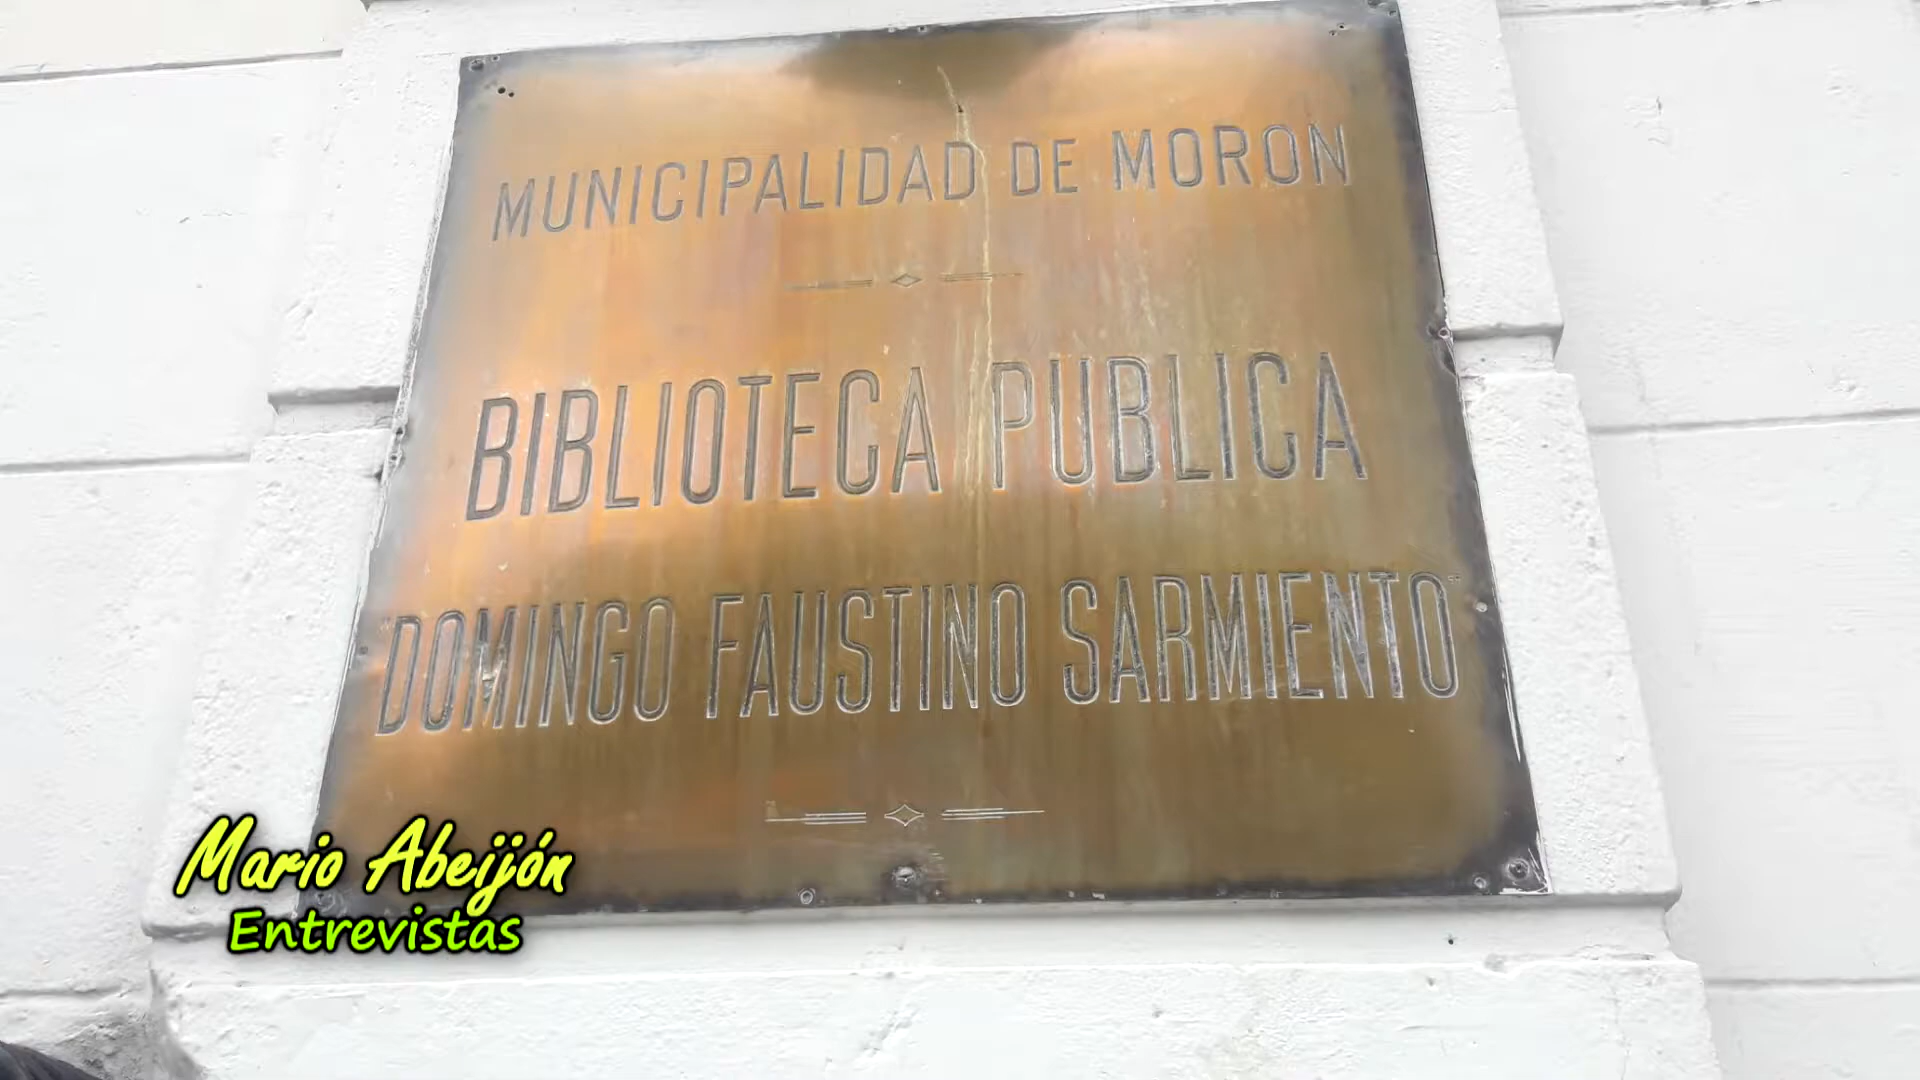 MUNICIPALIDAD DE MORON
BIBLIOTECA PUBLICA
"DOMINGO FAUSTINO SARMIENTO"
Mario Abeijón
Entrevistas